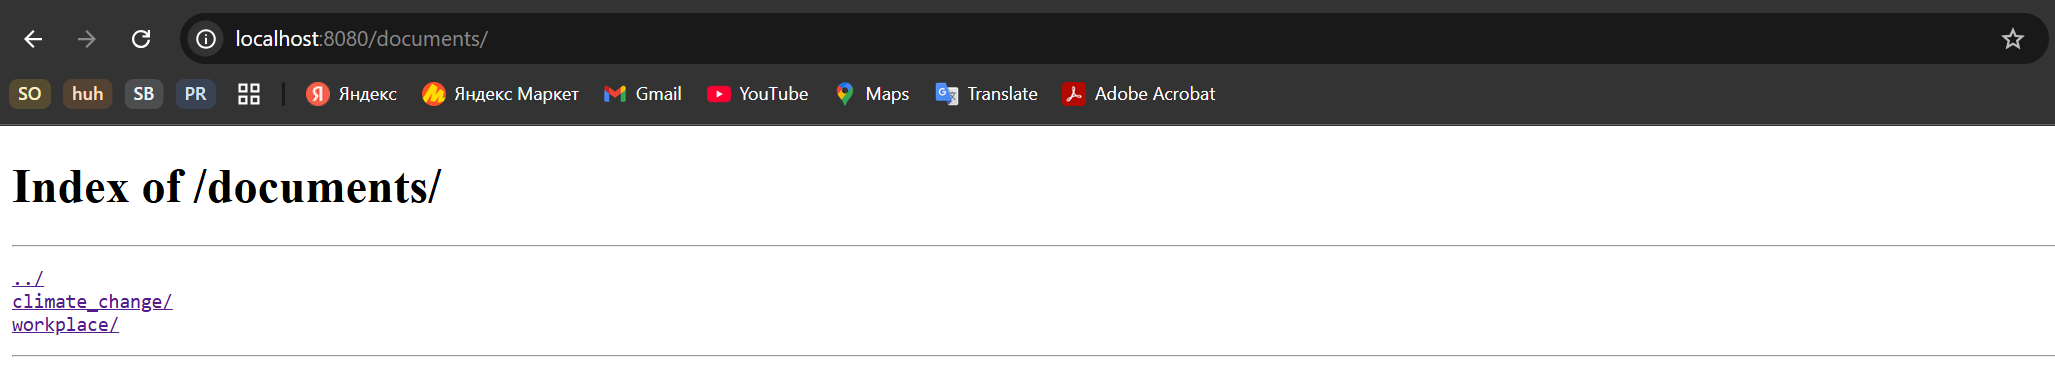 localhost:8080/documents/
SO huh SB PR Яндекс Яндекс Маркет Gmail YouTube Maps Translate Adobe Acrobat
Index of /documents/
../
climate_change/
workplace/